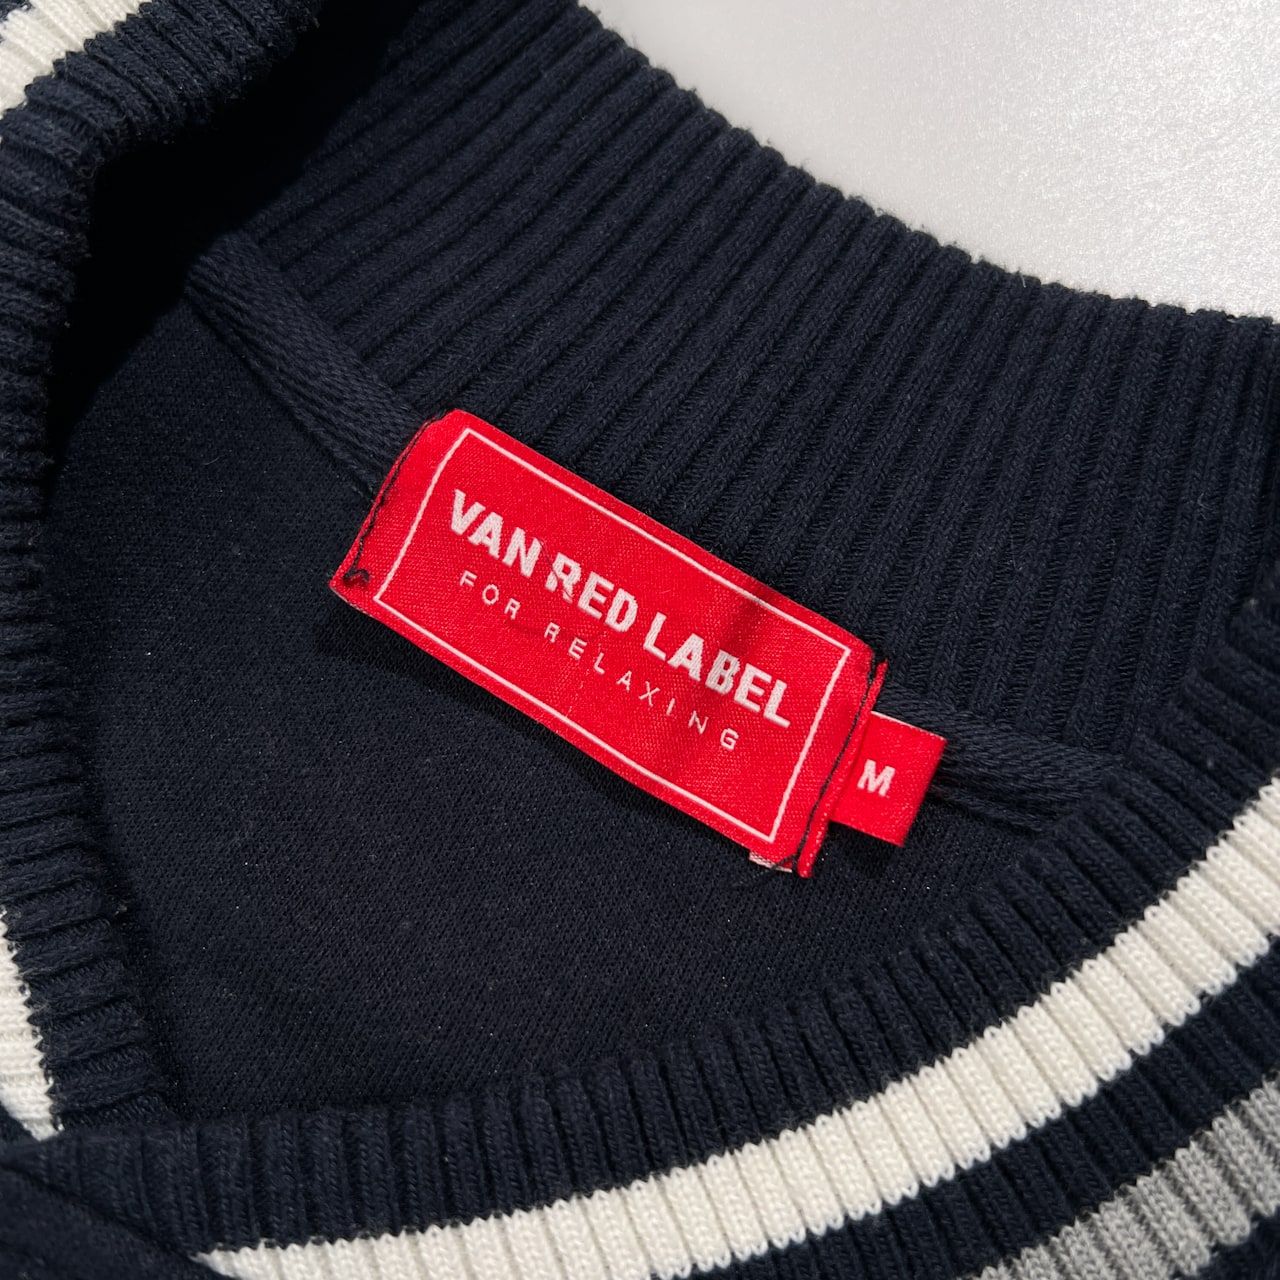 VAN RED LABEL
FOR RELAXING
M